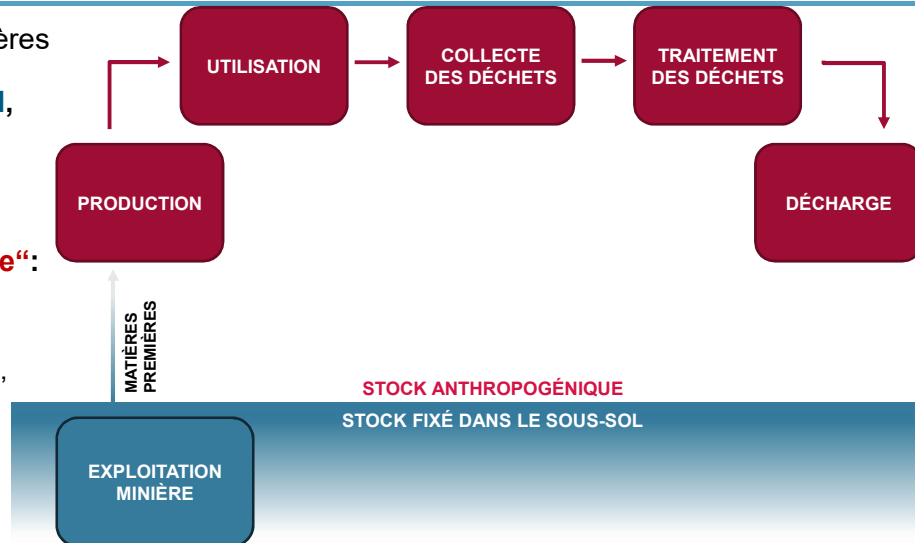 ères
l,
e“:
,
UTILISATION
COLLECTE
DES DÉCHETS
TRAITEMENT
DES DÉCHETS
PRODUCTION
DÉCHARGE
MATIÈRES
PREMIÈRES
STOCK ANTHROPOGÉNIQUE
STOCK FIXÉ DANS LE SOUS-SOL
EXPLOITATION
MINIÈRE